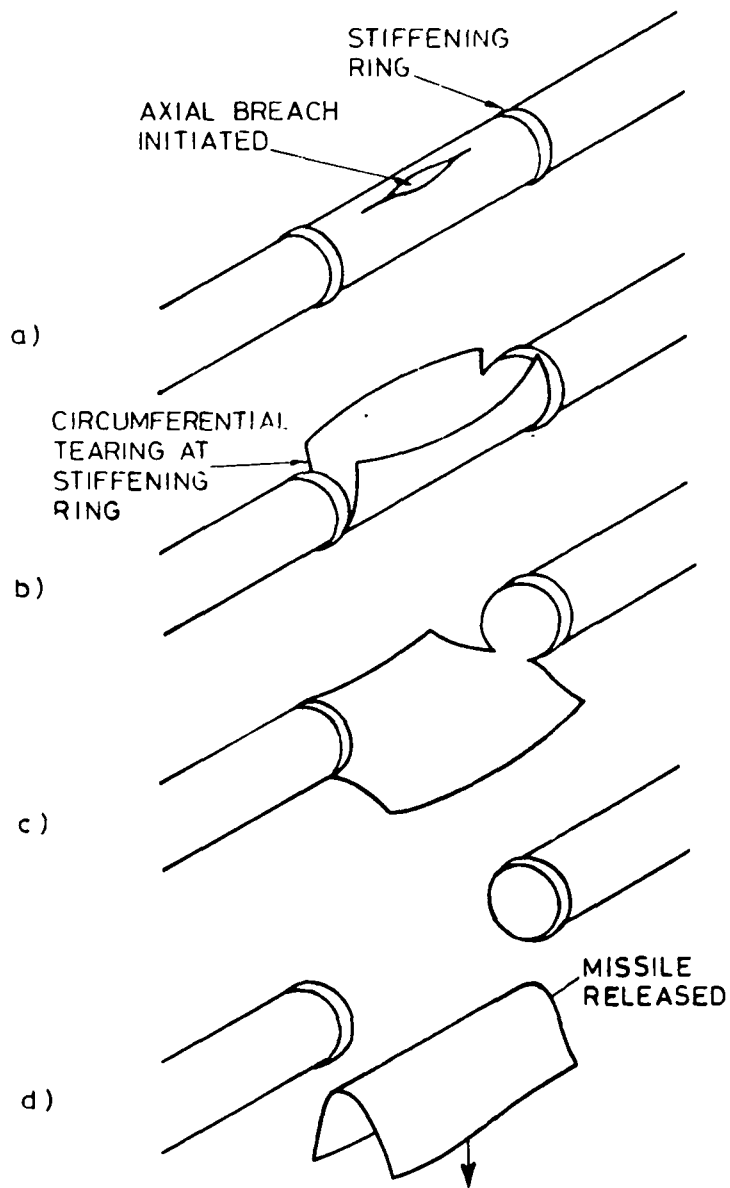 STIFFENING
RING
AXIAL BREACH
INITIATED
a)
CIRCUMFERENTIAL
TEARING AT
STIFFENING
RING
b)
c)
MISSILE
RELEASED
d)